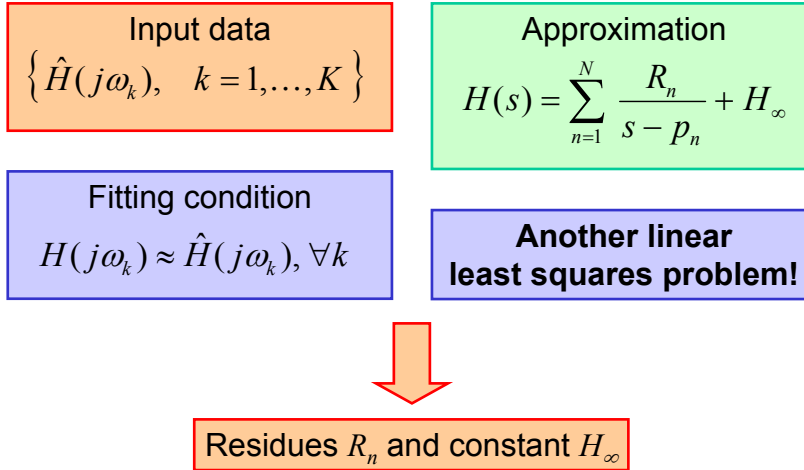 Input data
{Ĥ(jω_k), k = 1,…,K}
Approximation
H(s) = ∑_{n=1}^{N} R_n / (s − p_n) + H_∞
Fitting condition
H(jω_k) ≈ Ĥ(jω_k), ∀k
Another linear
least squares problem!
Residues R_n and constant H_∞